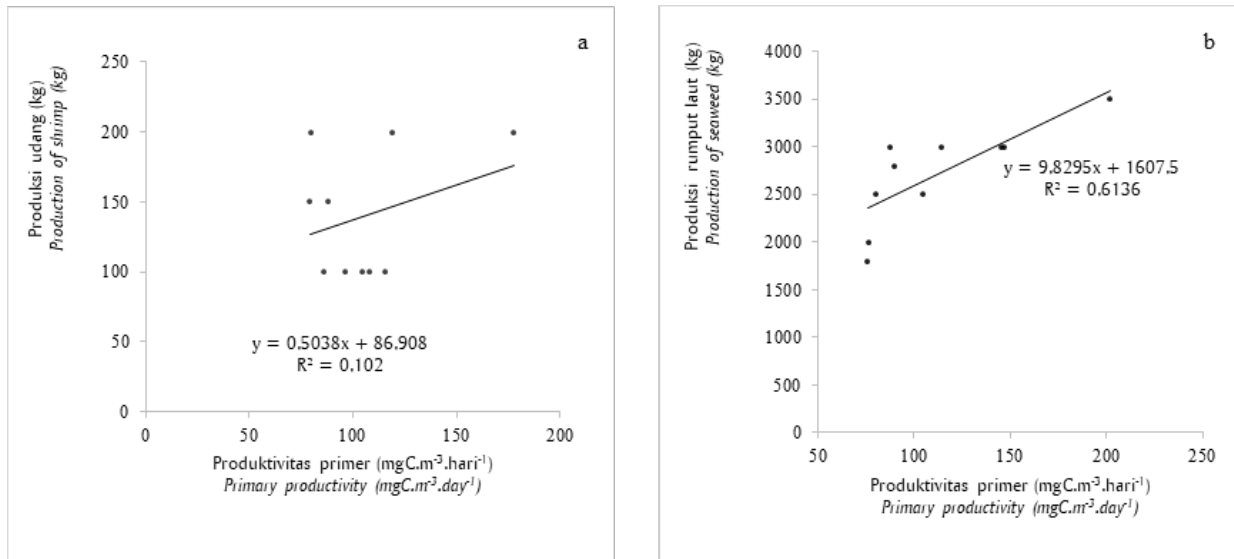 a
Produksi udang (kg)
Production of shrimp (kg)
250
200
150
100
50
0
y = 0,5038x + 86,908
R² = 0,102
0 50 100 150 200
Produktivitas primer (mgC.m⁻³.hari⁻¹)
Primary productivity (mgC.m⁻³.day⁻¹)
b
Produksi rumput laut (kg)
Production of seaweed (kg)
4000
3500
3000
2500
2000
1500
1000
500
0
y = 9,8295x + 1607,5
R² = 0,6136
50 100 150 200 250
Produktivitas primer (mgC.m⁻³.hari⁻¹)
Primary productivity (mgC.m⁻³.day⁻¹)